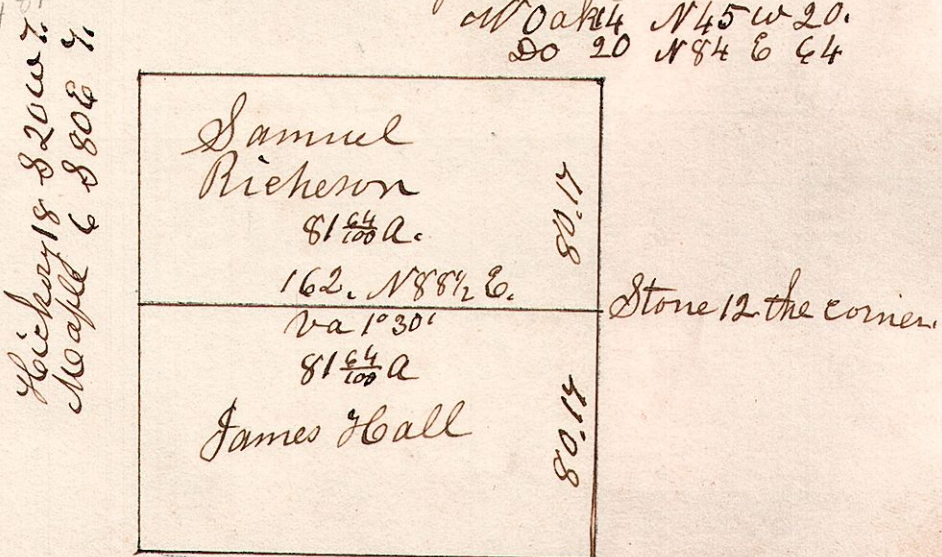 W Oak 14 N45 W 20.
Do 20 N84 E 64
Hickory 18 S 20 W 7.
Maple 6 S 80 E 7.
Samuel
Richeson
81 64/100 A.
80.17
162. N88½ E.
Stone 12 the corner.
Va 1°30'
81 64/100 A
James Hall
80.17